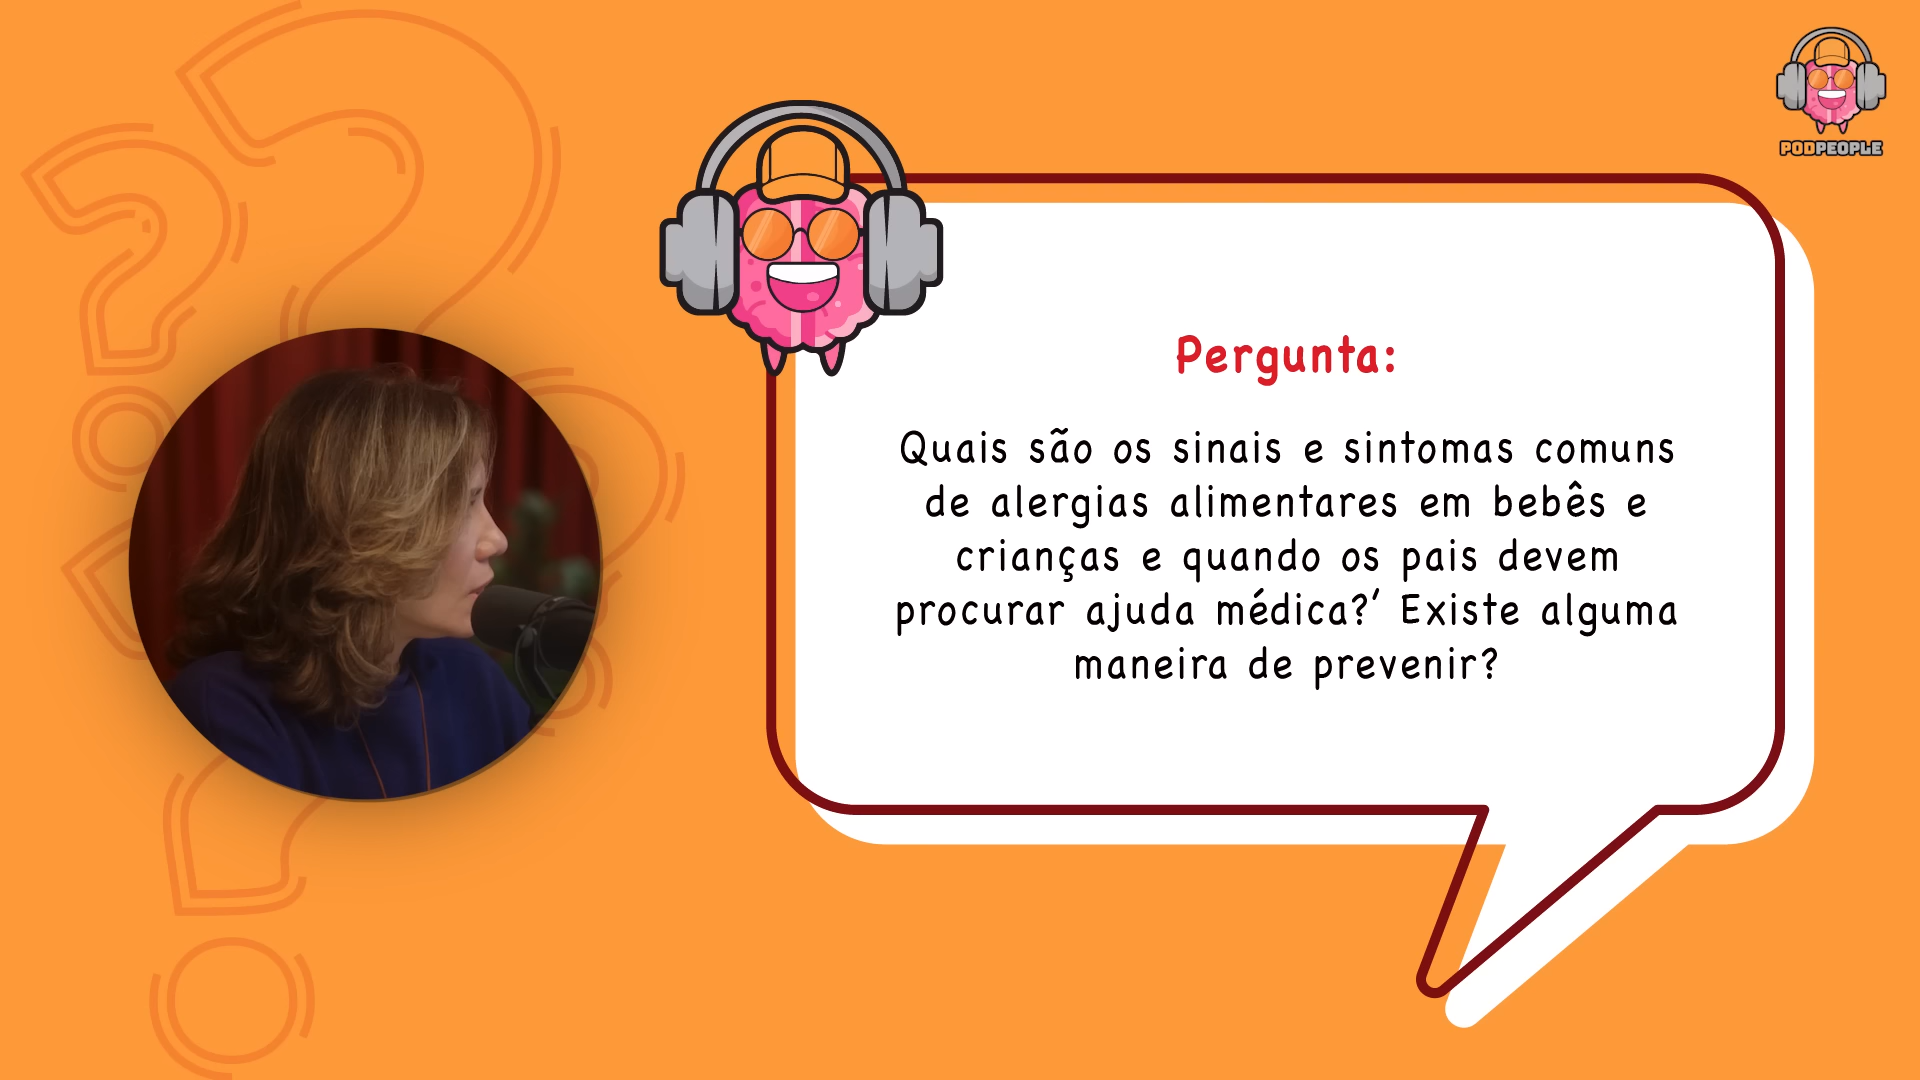 PODPEOPLE
Pergunta:
Quais são os sinais e sintomas comuns
de alergias alimentares em bebês e
crianças e quando os pais devem
procurar ajuda médica?’ Existe alguma
maneira de prevenir?